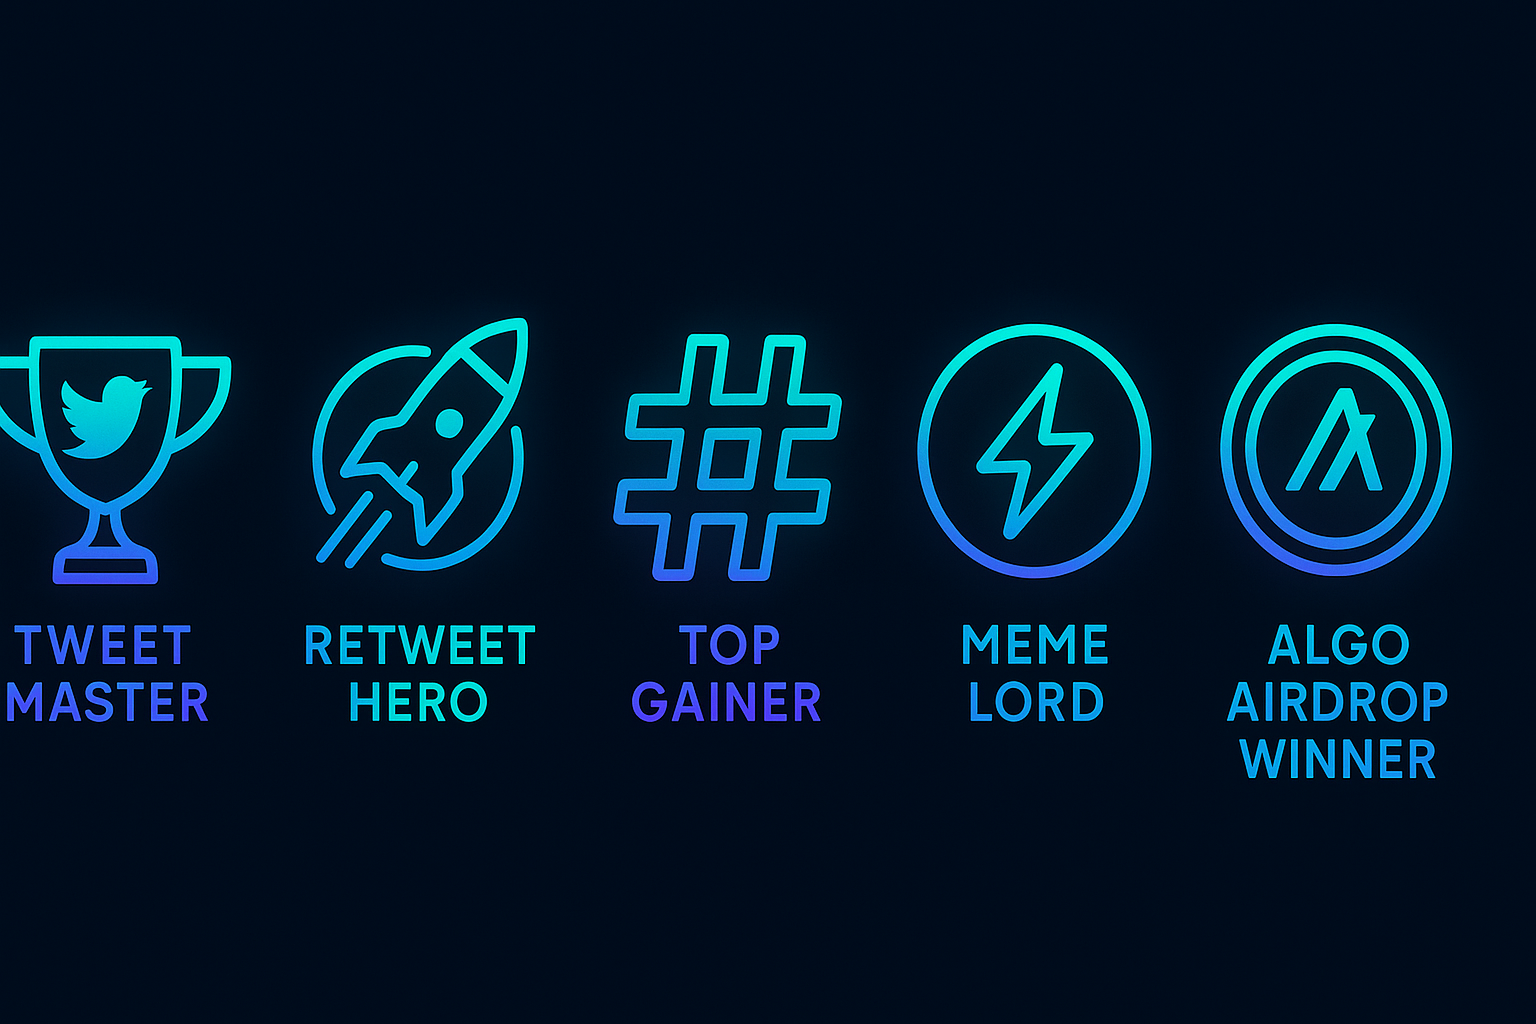 TWEET
MASTER
RETWEET
HERO
TOP
GAINER
MEME
LORD
ALGO
AIRDROP
WINNER